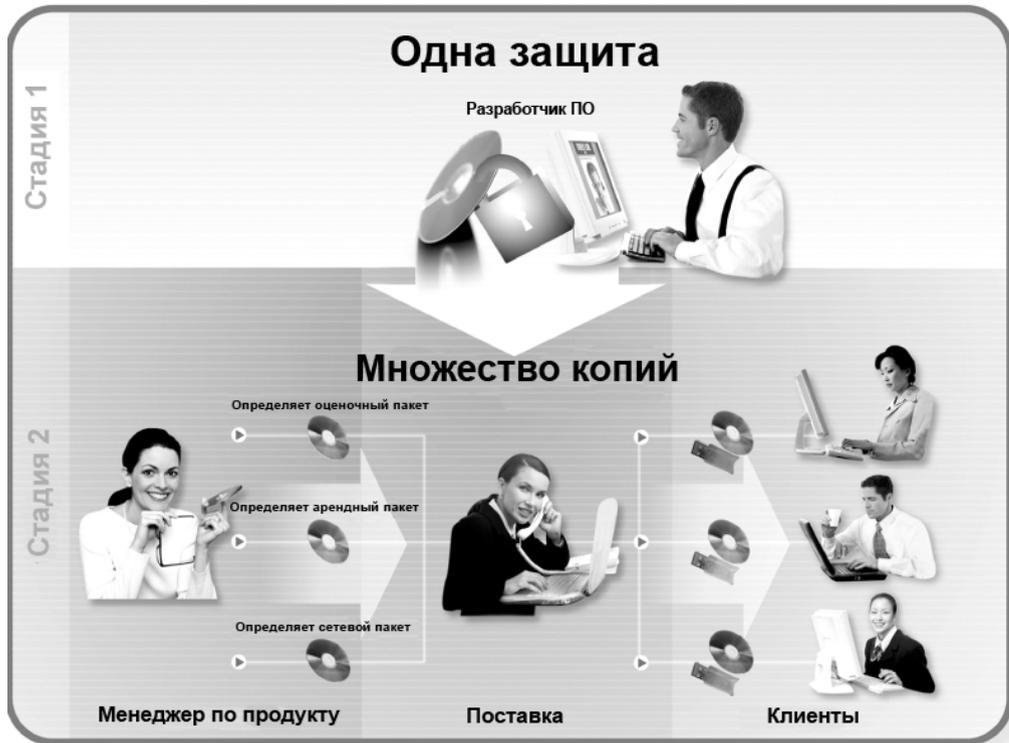 Одна защита
Разработчик ПО
Стадия 1
Множество копий
Стадия 2
Определяет оценочный пакет
Определяет арендный пакет
Определяет сетевой пакет
Менеджер по продукту
Поставка
Клиенты